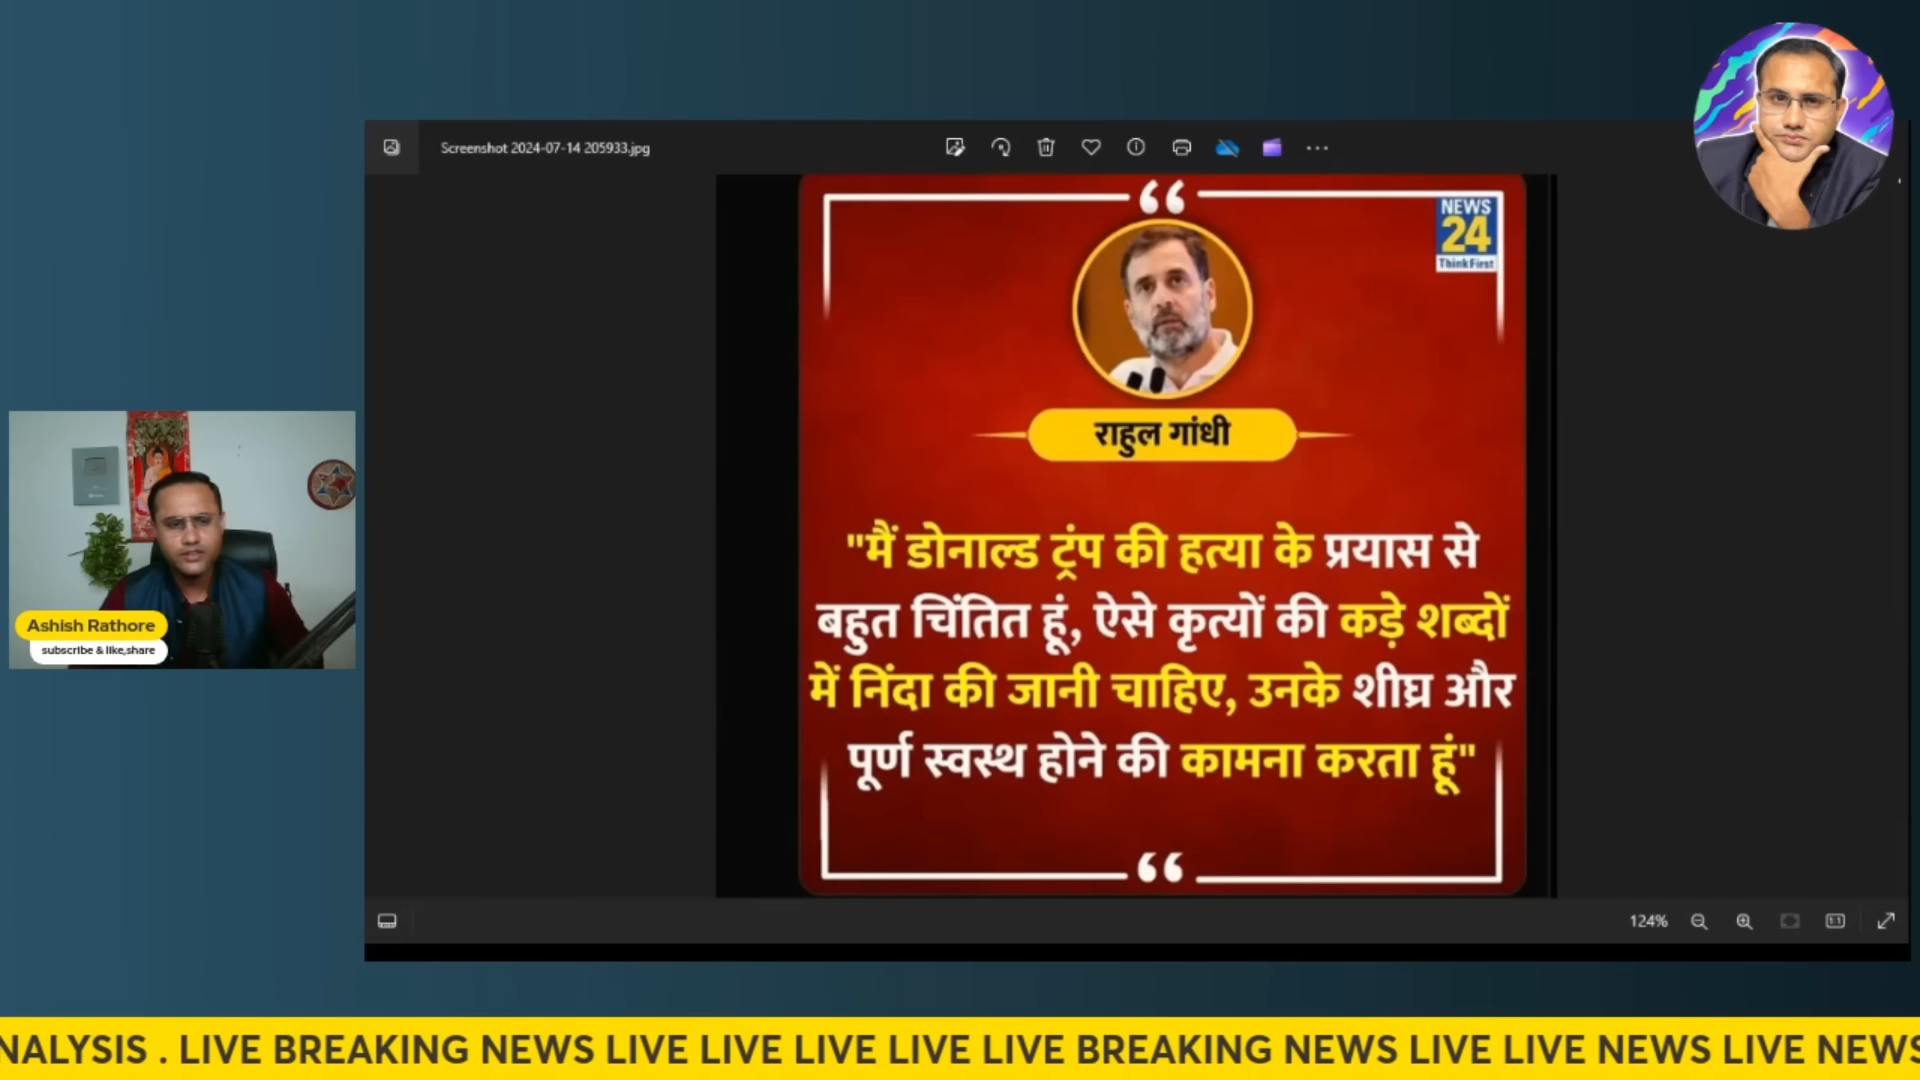 Screenshot 2024-07-14 205933.jpg
NEWS
24
Think First
राहुल गांधी
"मैं डोनाल्ड ट्रंप की हत्या के प्रयास से
बहुत चिंतित हूं, ऐसे कृत्यों की कड़े शब्दों
में निंदा की जानी चाहिए, उनके शीघ्र और
पूर्ण स्वस्थ होने की कामना करता हूं"
Ashish Rathore
subscribe & like,share
124%
NALYSIS . LIVE BREAKING NEWS LIVE LIVE LIVE LIVE LIVE BREAKING NEWS LIVE LIVE NEWS LIVE NEWS